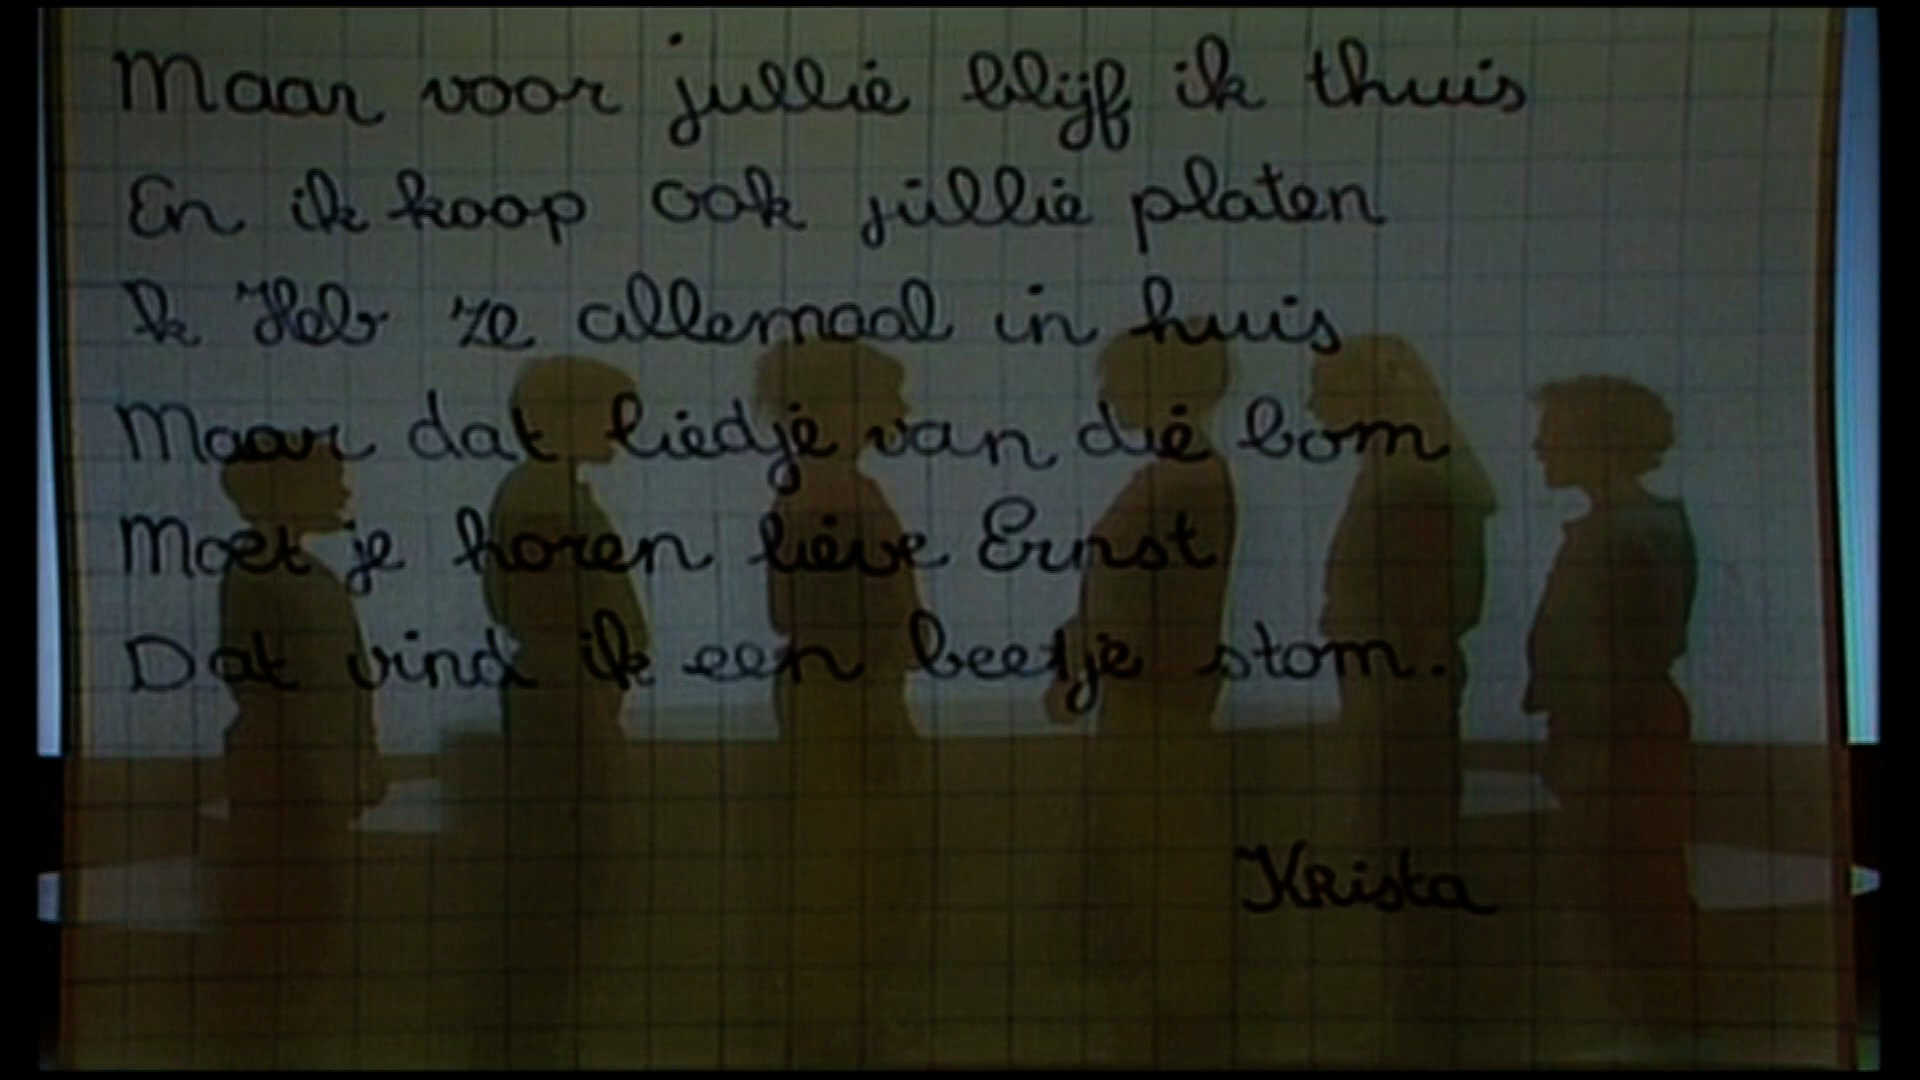 Maar voor jullie blijf ik thuis
En ik koop ook jullie platen
Ik Heb ze allemaal in huis
Maar dat liedje van die bom
Moet je horen lieve Ernst
Dat vind ik een beetje stom.
Krista